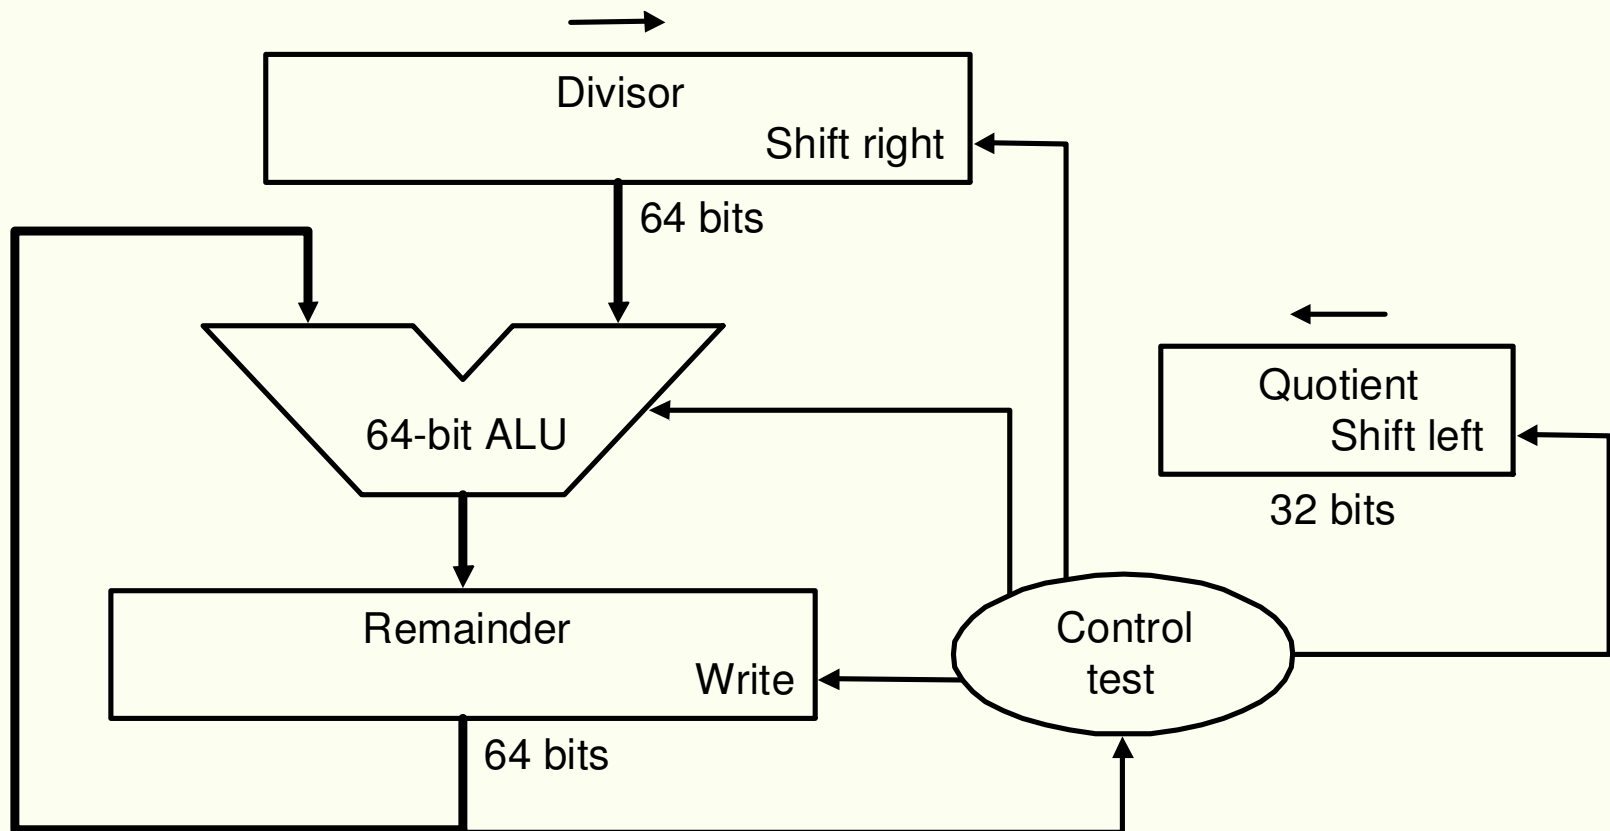 Divisor
Shift right
64 bits
64-bit ALU
Quotient
Shift left
32 bits
Remainder
Write
Control
test
64 bits